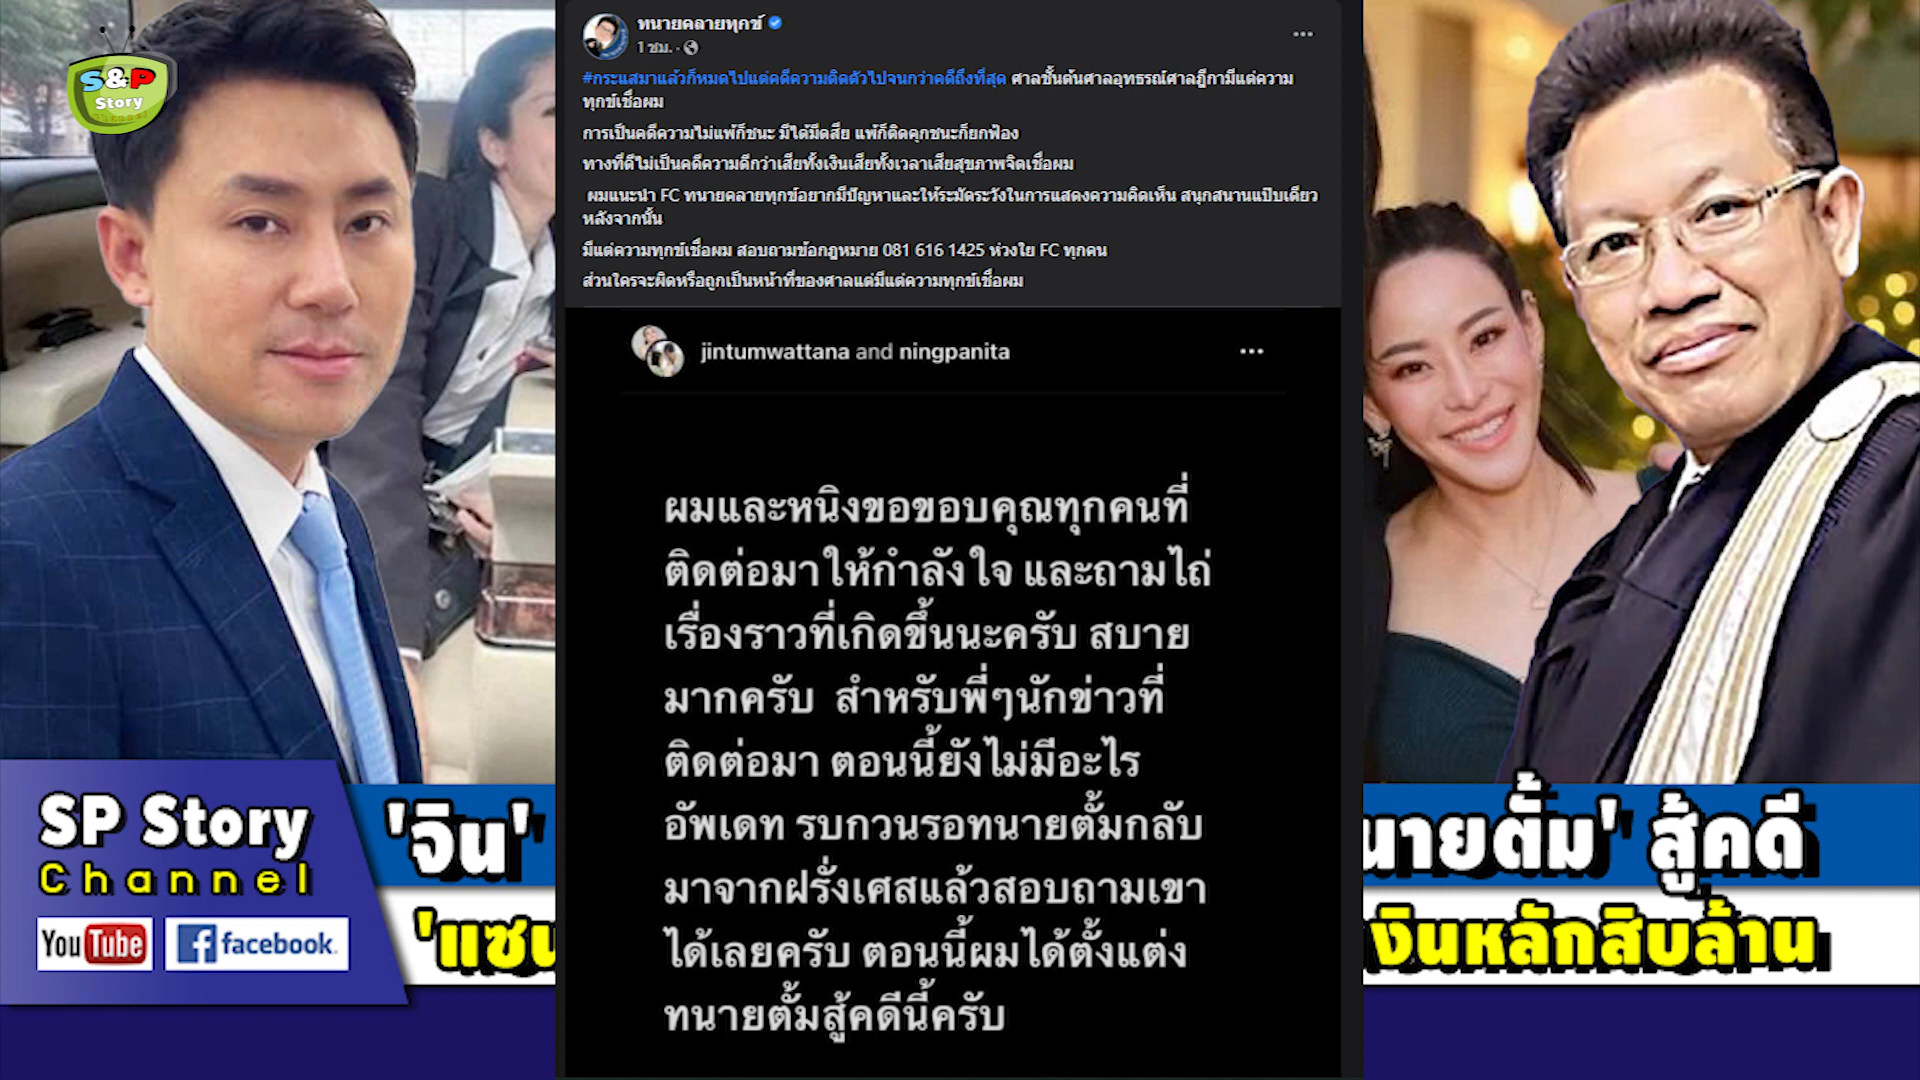 S&P
Story
Channel
ทนายคลายทุกข์
1 ชม. ·
#กระแสมาแล้วก็หมดไปแต่คดีความติดตัวไปจนกว่าคดีถึงที่สุด ศาลชั้นต้นศาลอุทธรณ์ศาลฎีกามีแต่ความ
ทุกข์เชื่อผม
การเป็นคดีความไม่แพ้ก็ชนะ มีได้มีดสีย แพ้ก็ติดคุกชนะก็ยกฟ้อง
ทางที่ดีไม่เป็นคดีความดีกว่าเสียทั้งเงินเสียทั้งเวลาเสียสุขภาพจิตเชื่อผม
ผมแนะนำ FC ทนายคลายทุกข์อยากมีปัญหาและให้ระมัดระวังในการแสดงความคิดเห็น สนุกสนานแป๊บเดียว
หลังจากนั้น
มีแต่ความทุกข์เชื่อผม สอบถามข้อกฎหมาย 081 616 1425 ห่วงใย FC ทุกคน
ส่วนใครจะผิดหรือถูกเป็นหน้าที่ของศาลแต่มีแต่ความทุกข์เชื่อผม
jintumwattana and ningpanita
ผมและหนิงขอขอบคุณทุกคนที่
ติดต่อมาให้กำลังใจ และถามไถ่
เรื่องราวที่เกิดขึ้นนะครับ สบาย
มากครับ สำหรับพี่ๆนักข่าวที่
ติดต่อมา ตอนนี้ยังไม่มีอะไร
อัพเดท รบกวนรอทนายตั้มกลับ
มาจากฝรั่งเศสแล้วสอบถามเขา
ได้เลยครับ ตอนนี้ผมได้ตั้งแต่ง
ทนายตั้มสู้คดีนี้ครับ
SP Story
Channel
YouTube
facebook.
'จิน'
นายตั้ม' สู้คดี
'แซน
งินหลักสิบล้าน